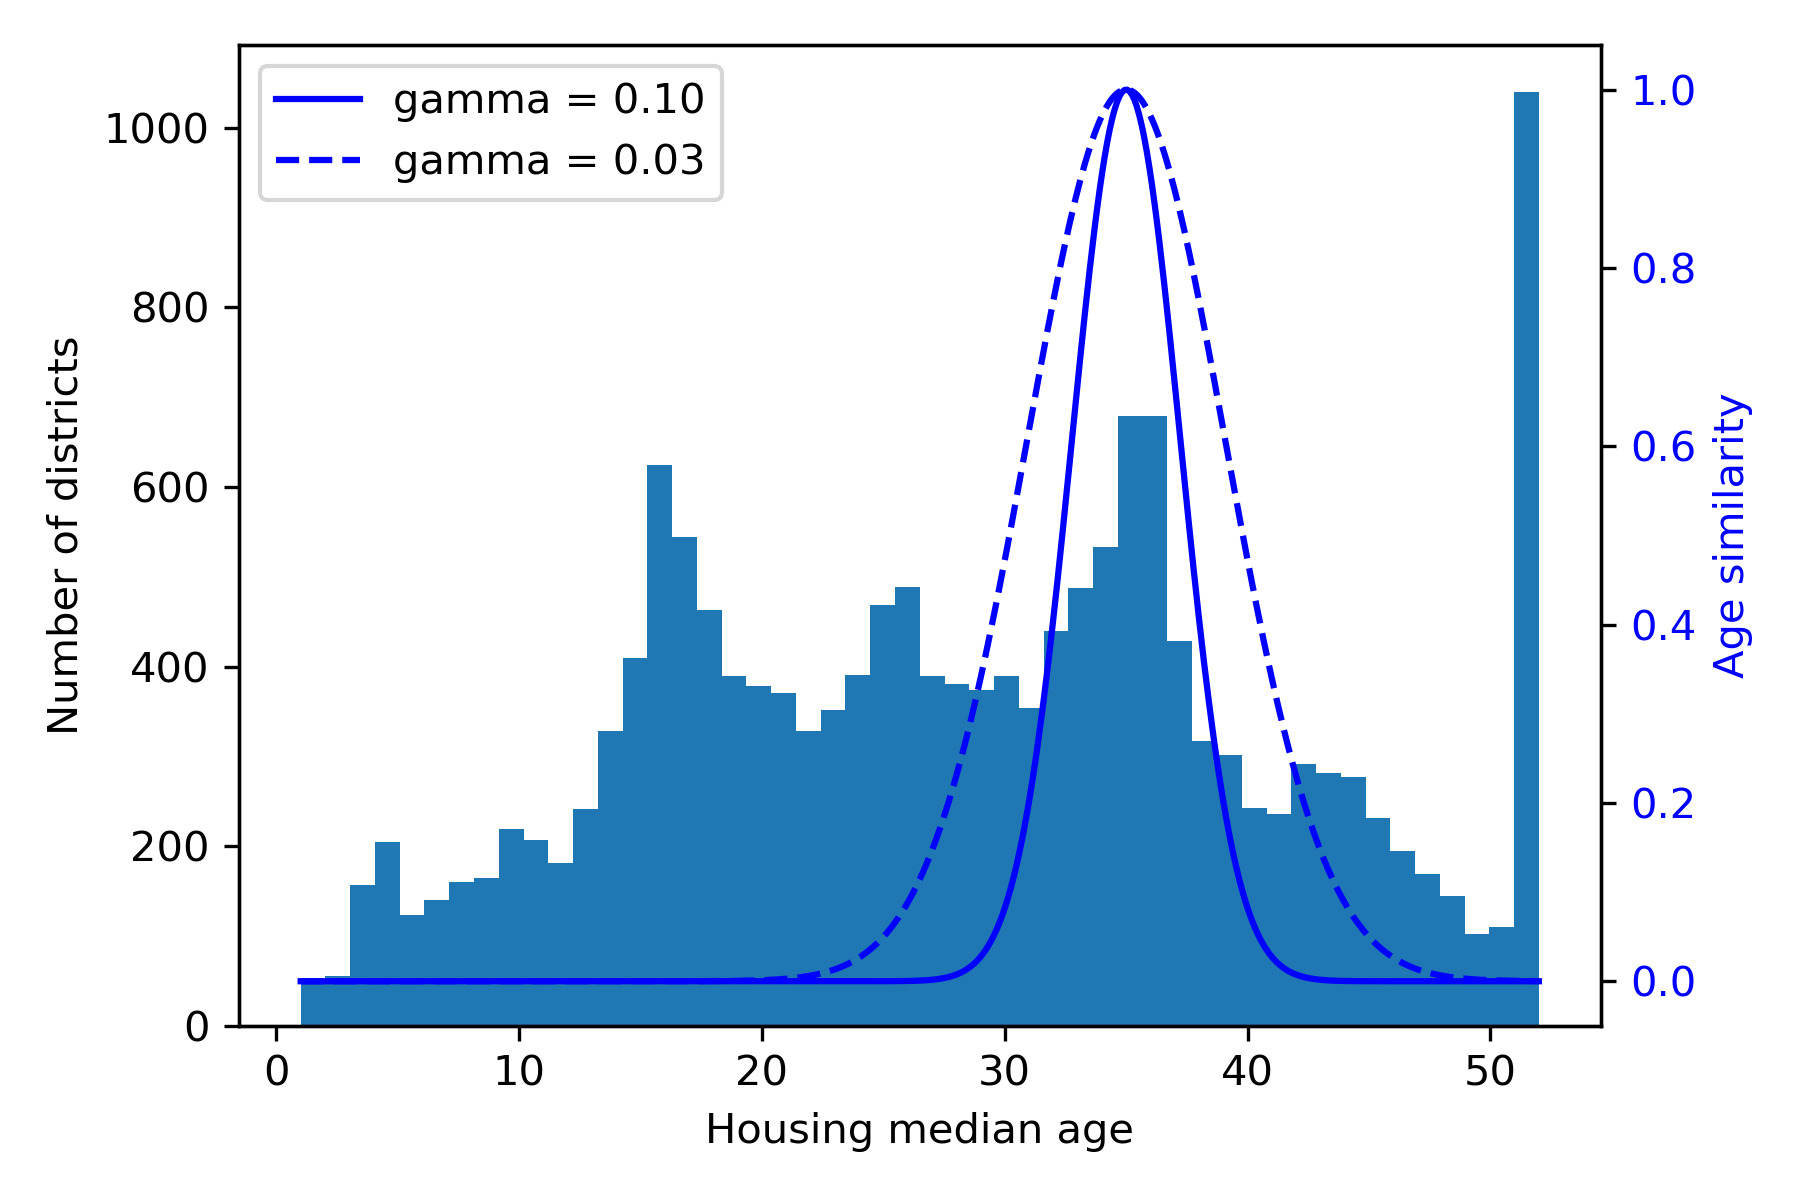 gamma = 0.10
gamma = 0.03
Number of districts
1000
800
600
400
200
0
0 10 20 30 40 50
Housing median age
1.0
0.8
0.6
0.4
0.2
0.0
Age similarity